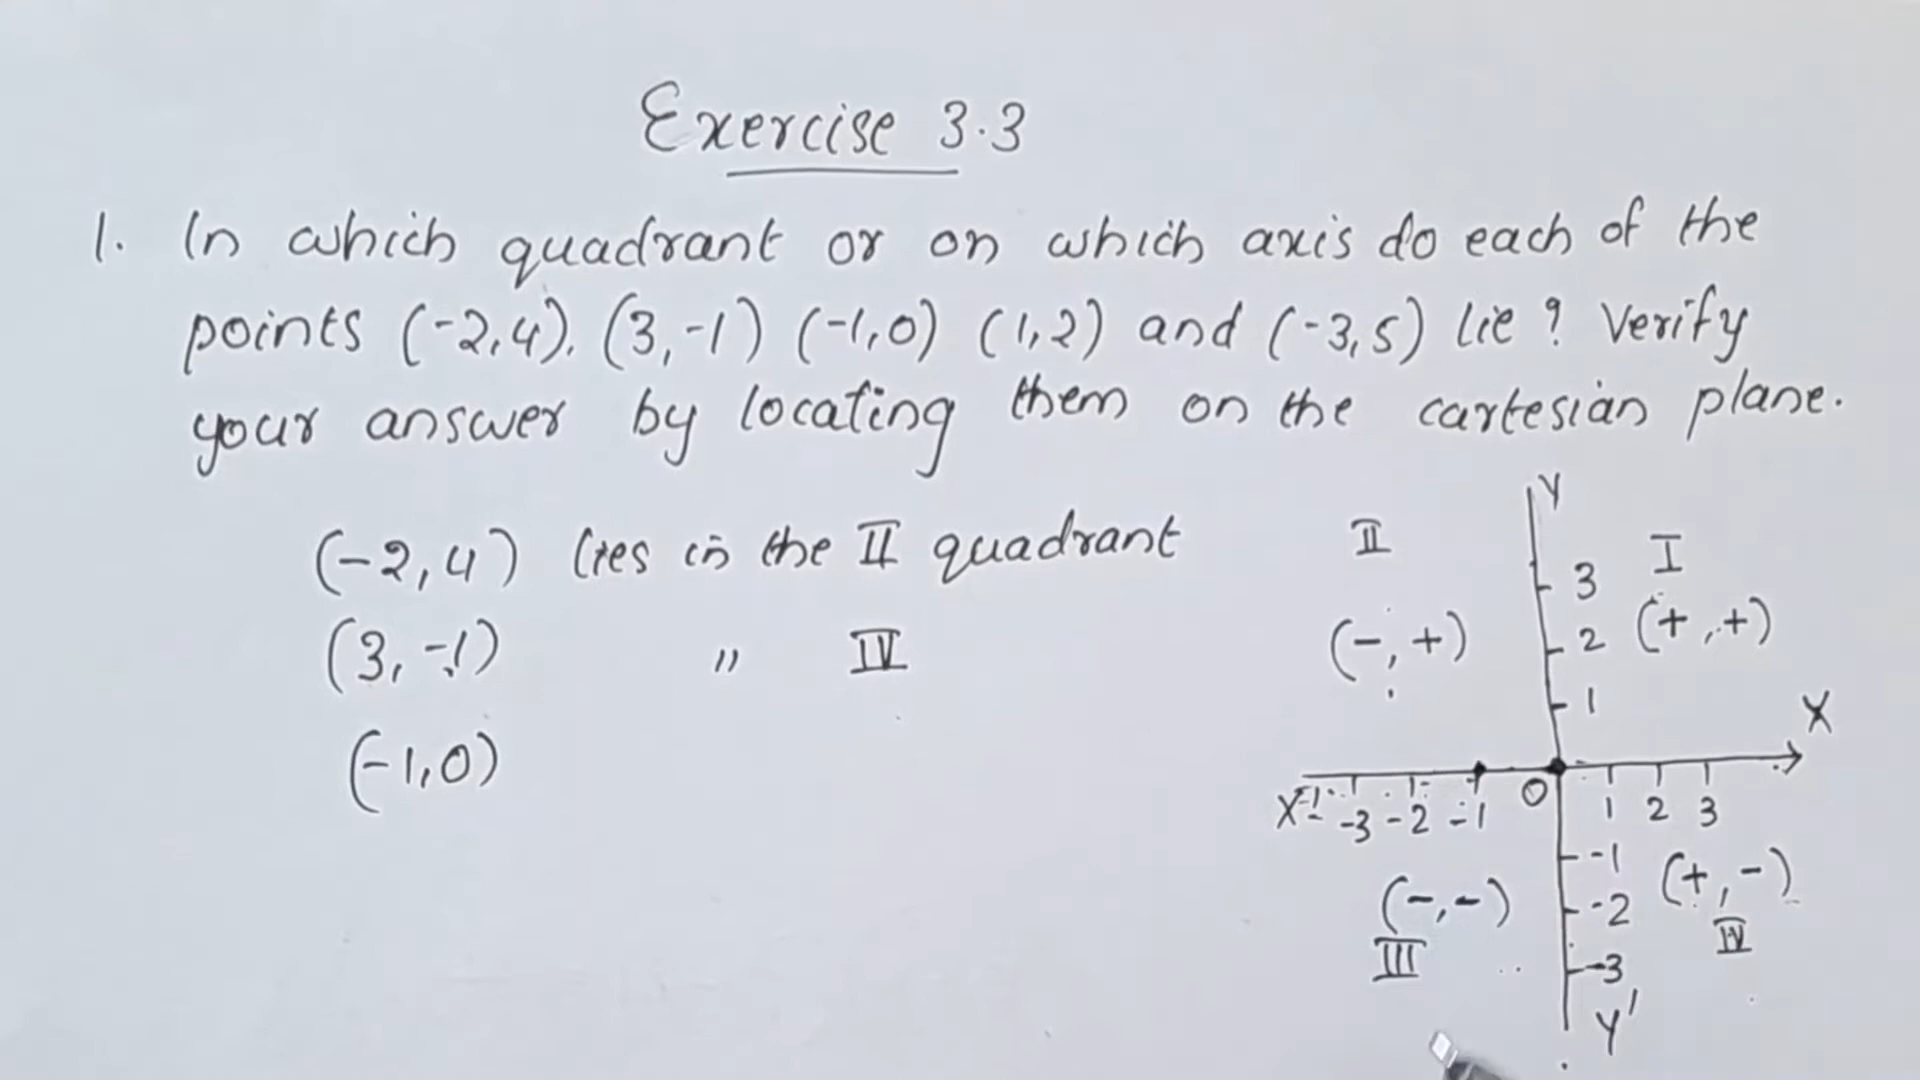 Exercise 3.3
1. In which quadrant or on which axis do each of the
points (-2,4), (3,-1) (-1,0) (1,2) and (-3,5) lie? Verify
your answer by locating them on the cartesian plane.
(-2,4) lies in the II quadrant
(3,-1) " IV
(-1,0)
Y
II I
3
(-,+) 2 (+,+)
1
X
X' -3 -2 -1 O 1 2 3
-1
(-,-) -2 (+,-)
III -3 IV
Y'